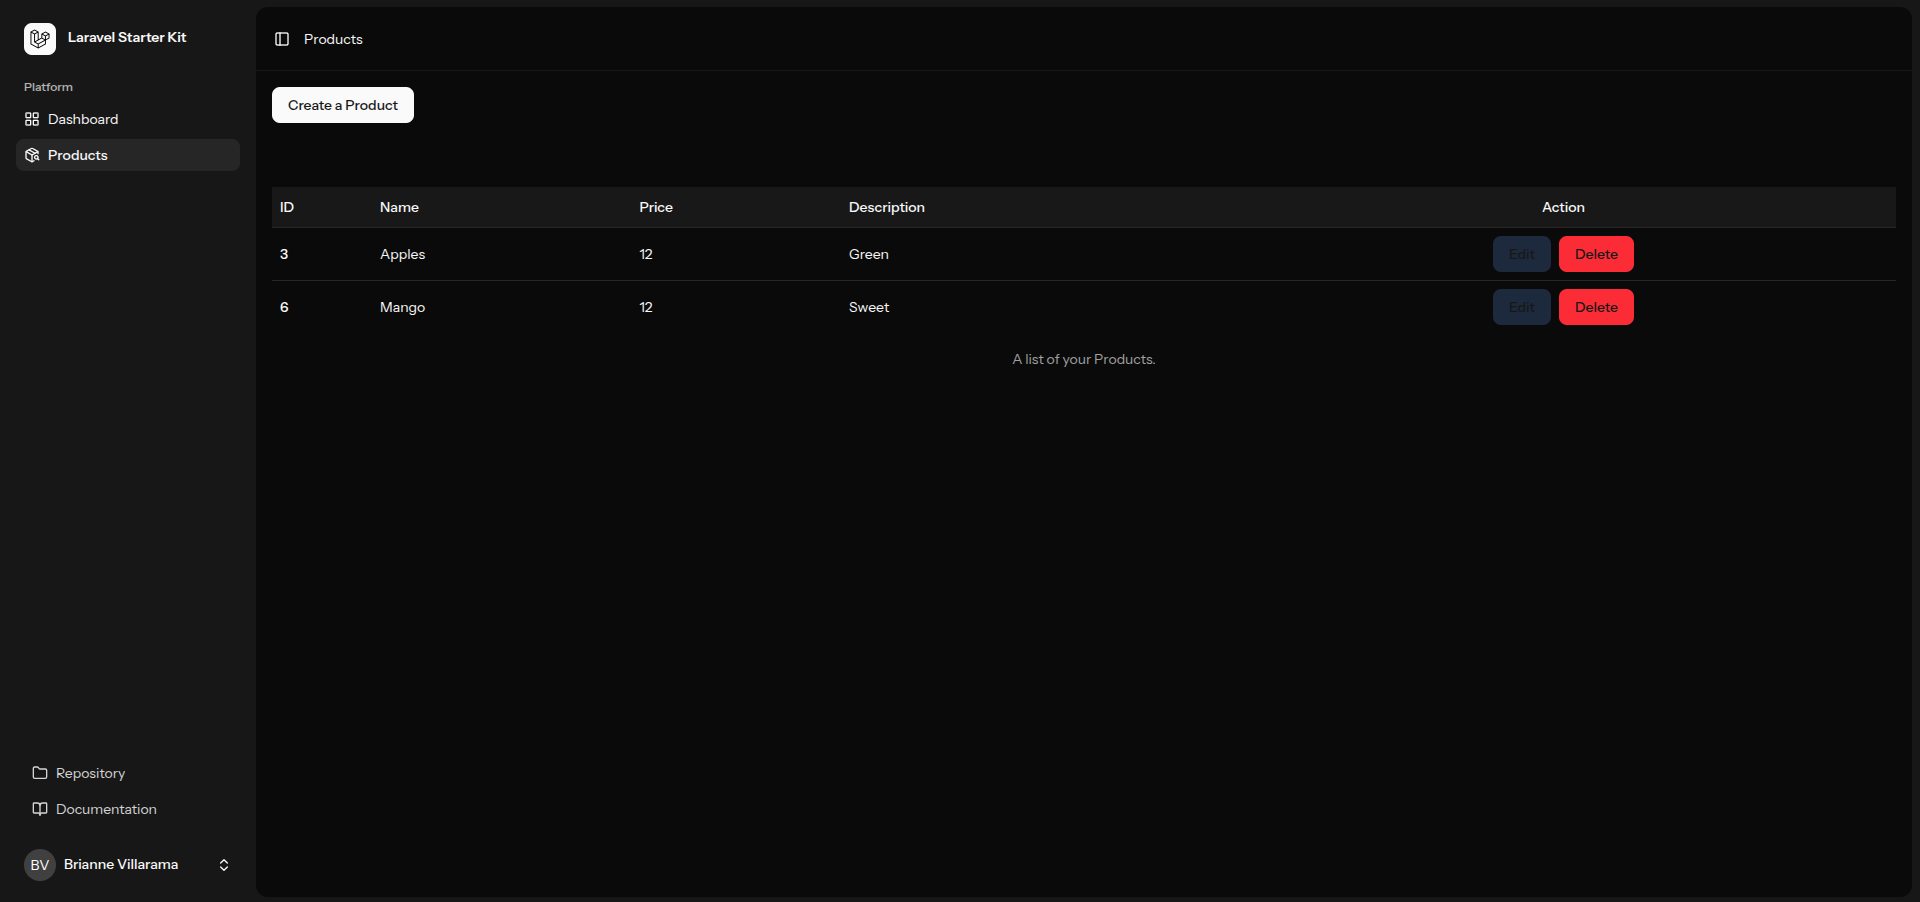 Laravel Starter Kit
Platform
Dashboard
Products
Repository
Documentation
BV Brianne Villarama
Products
Create a Product
ID Name Price Description Action
3 Apples 12 Green Edit Delete
6 Mango 12 Sweet Edit Delete
A list of your Products.